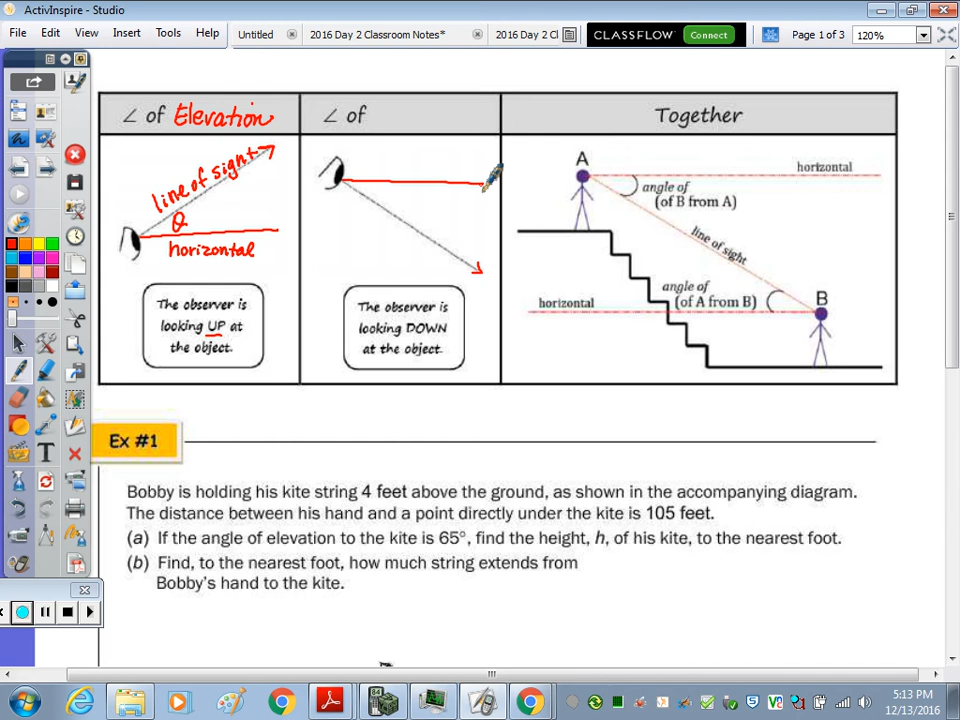 ActivInspire - Studio
File Edit View Insert Tools Help
Untitled
2016 Day 2 Classroom Notes*
2016 Day 2 Cl
CLASSFLOW Connect
Page 1 of 3
120%
∠ of Elevation
∠ of
Together
line of sight
θ
horizontal
The observer is
looking UP at
the object.
The observer is
looking DOWN
at the object.
A
horizontal
angle of
(of B from A)
line of sight
angle of
(of A from B)
horizontal
B
Ex #1
Bobby is holding his kite string 4 feet above the ground, as shown in the accompanying diagram.
The distance between his hand and a point directly under the kite is 105 feet.
(a) If the angle of elevation to the kite is 65°, find the height, h, of his kite, to the nearest foot.
(b) Find, to the nearest foot, how much string extends from
Bobby's hand to the kite.
5:13 PM
12/13/2016